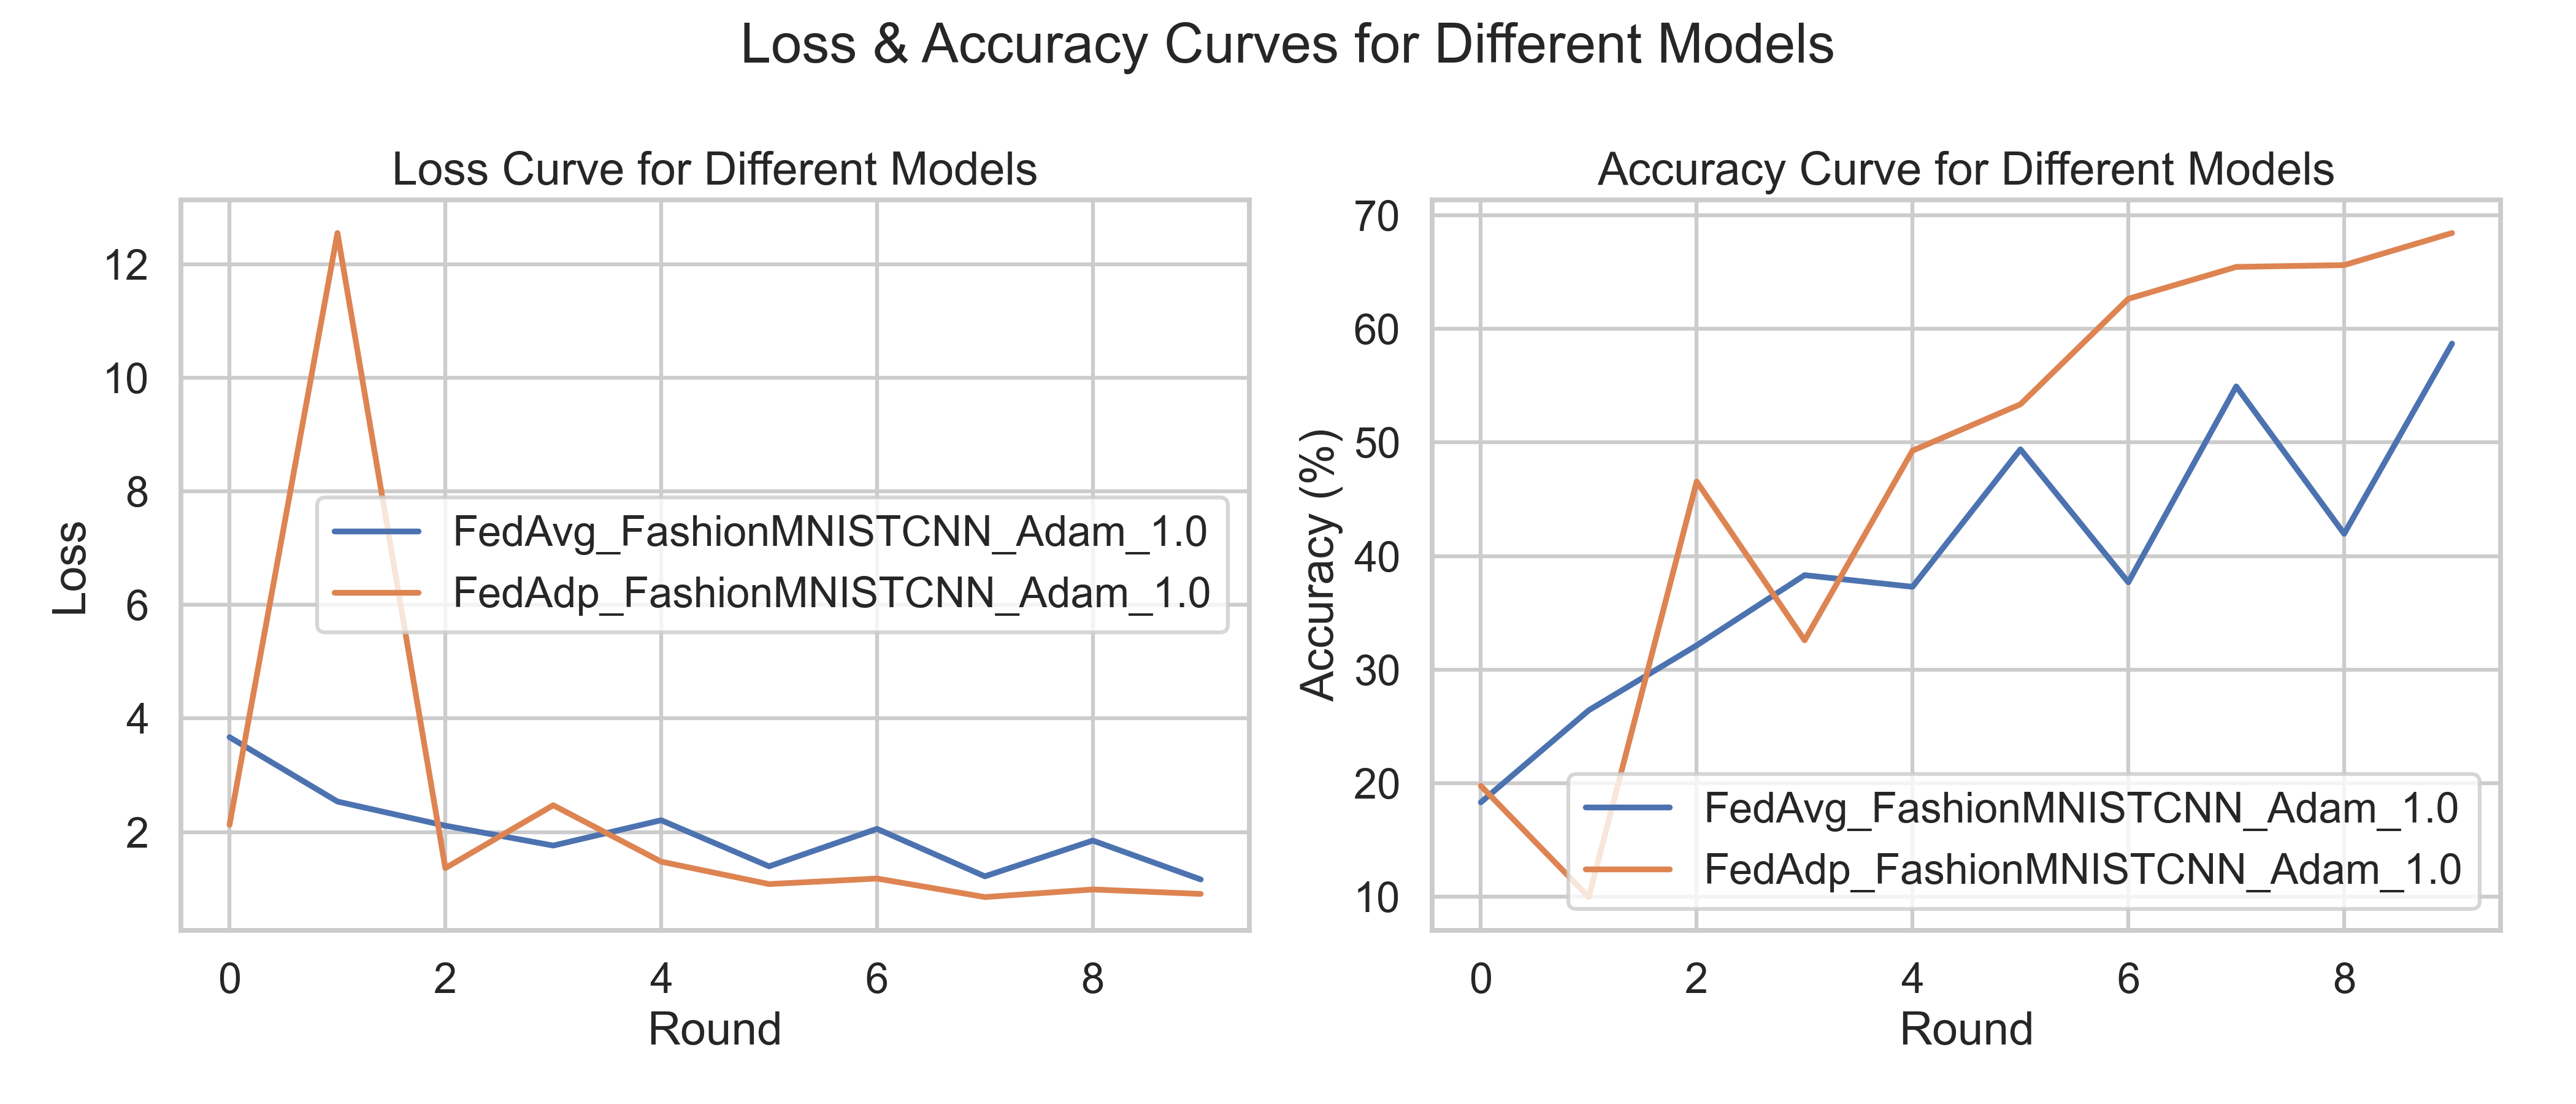 Loss & Accuracy Curves for Different Models
Loss Curve for Different Models
12
10
8
6
4
2
Loss
FedAvg_FashionMNISTCNN_Adam_1.0
FedAdp_FashionMNISTCNN_Adam_1.0
0 2 4 6 8
Round
Accuracy Curve for Different Models
70
60
50
40
30
20
10
Accuracy (%)
FedAvg_FashionMNISTCNN_Adam_1.0
FedAdp_FashionMNISTCNN_Adam_1.0
0 2 4 6 8
Round